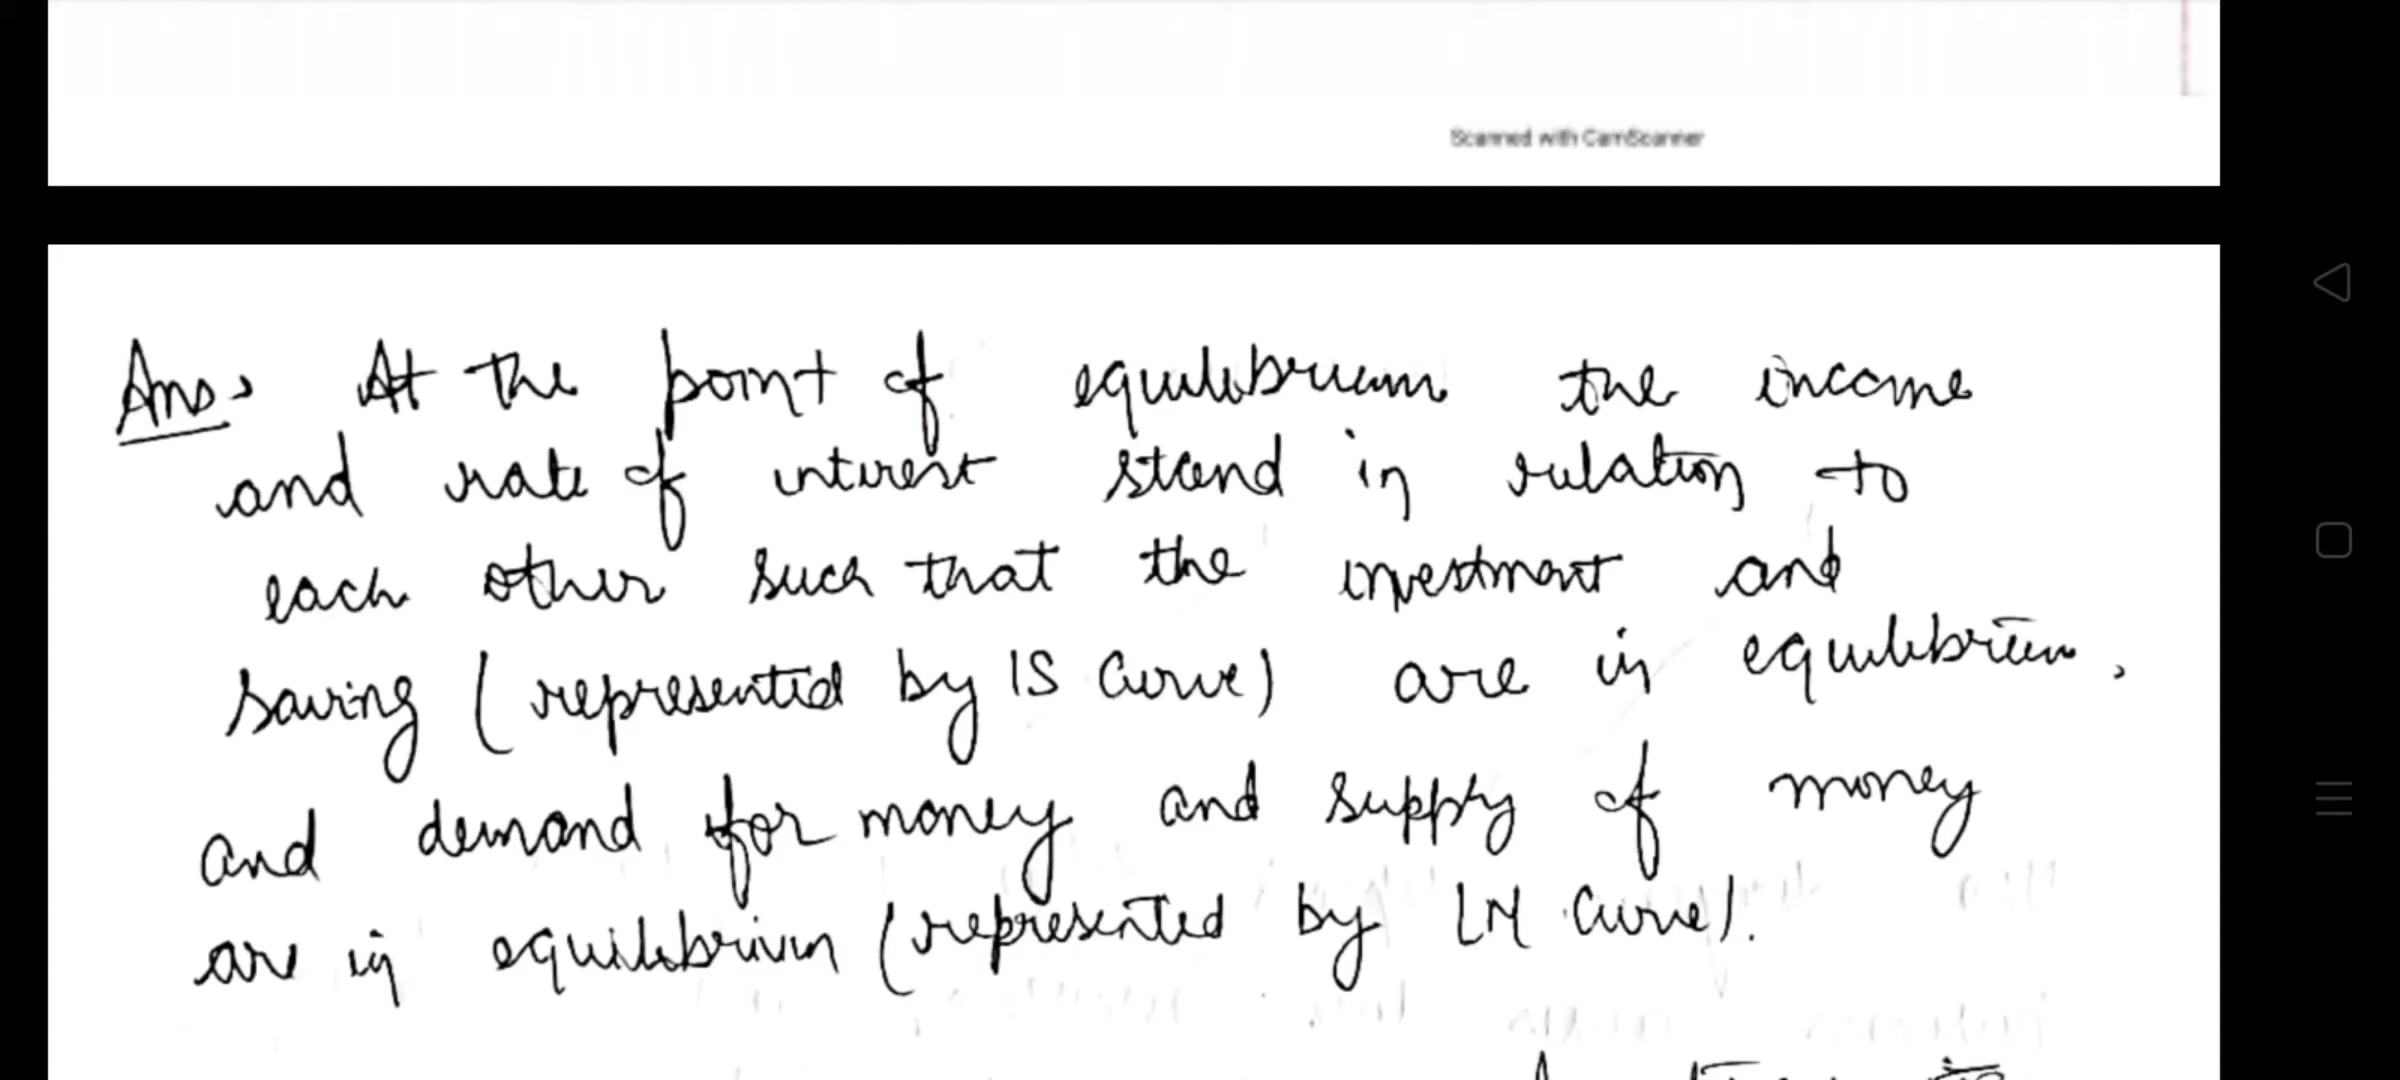 Scanned with CamScanner
Ans: At the point of equilibrium the income
and rate of interest stand in relation to
each other such that the investment and
saving (represented by IS Curve) are in equilibrium,
and demand for money and supply of money
are in equilibrium (represented by LM Curve).